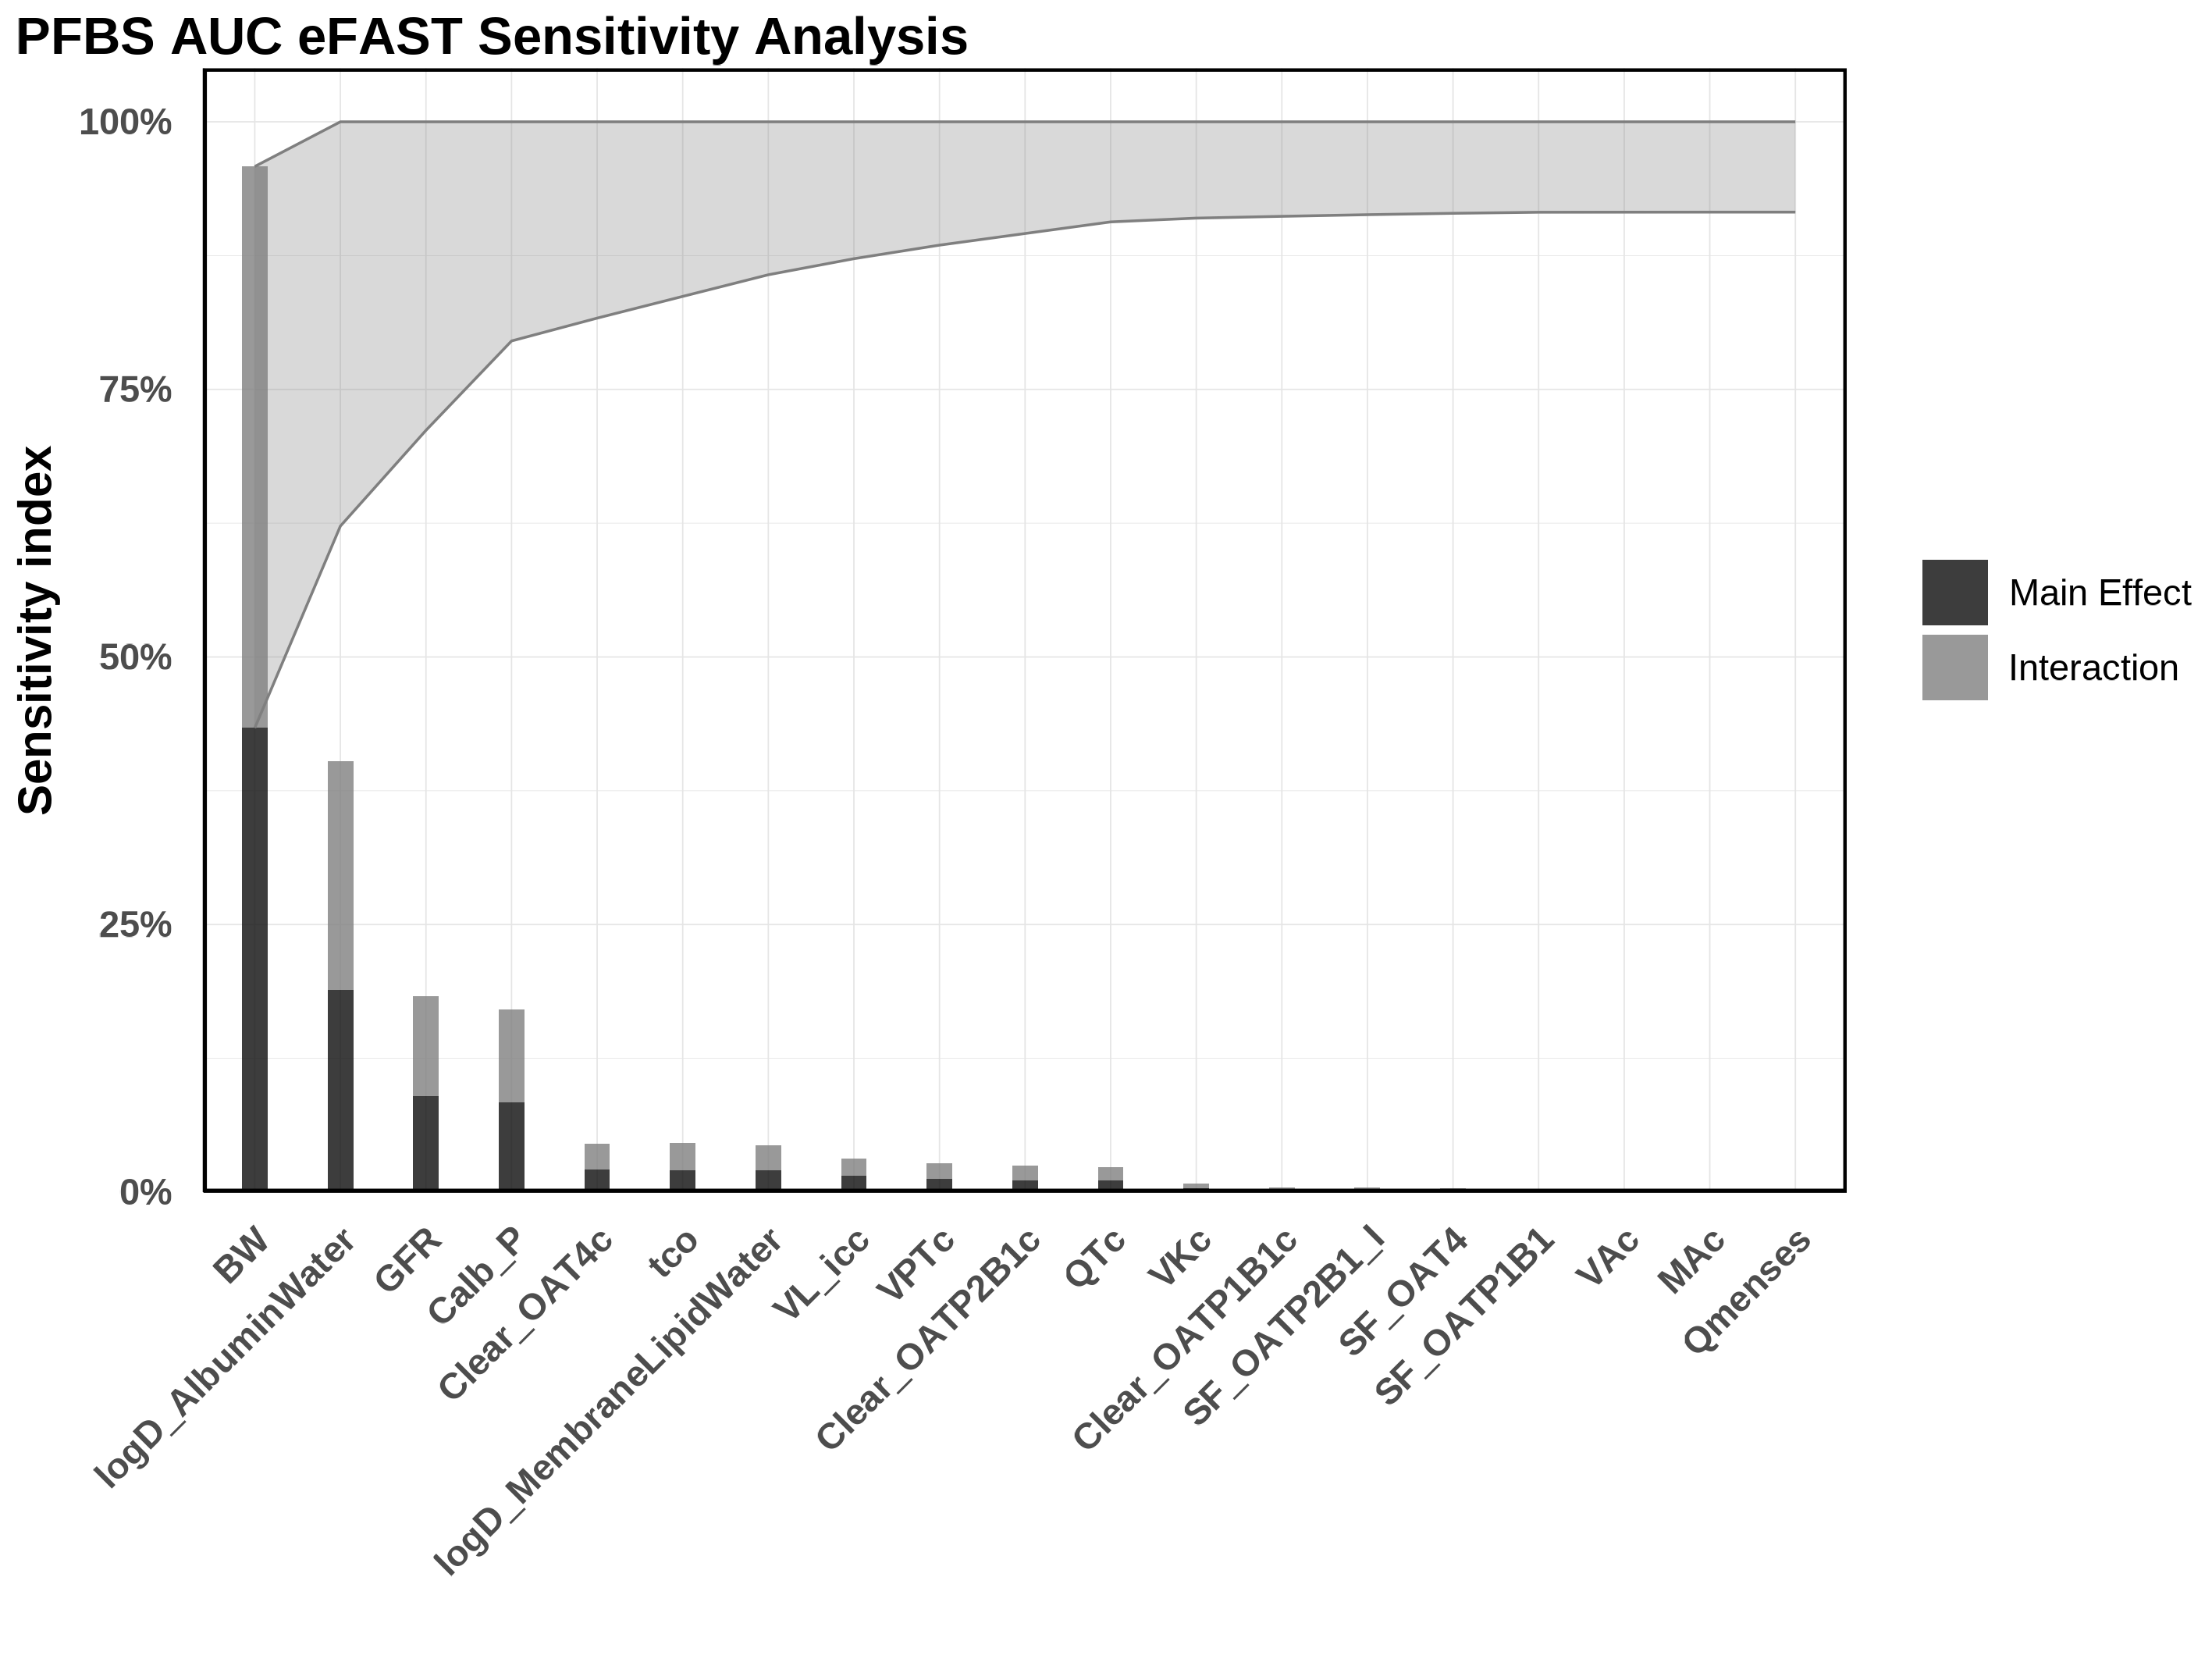 PFBS AUC eFAST Sensitivity Analysis
Sensitivity index
100%
75%
50%
25%
0%
BW
logD_AlbuminWater
GFR
Calb_P
Clear_OAT4c
tco
logD_MembraneLipidWater
VL_icc
VPTc
Clear_OATP2B1c
QTc
VKc
Clear_OATP1B1c
SF_OATP2B1_I
SF_OAT4
SF_OATP1B1
VAc
MAc
Qmenses
Main Effect
Interaction